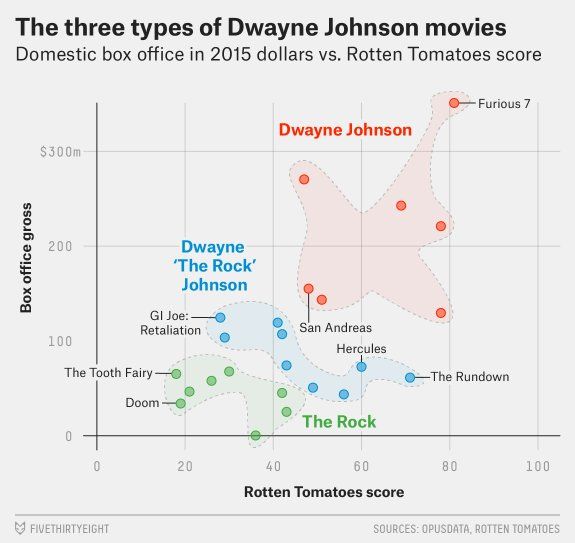 The three types of Dwayne Johnson movies
Domestic box office in 2015 dollars vs. Rotten Tomatoes score
Furious 7
Dwayne Johnson
$300m
Box office gross
Dwayne
‘The Rock’
Johnson
200
GI Joe:
Retaliation
San Andreas
100
Hercules
The Tooth Fairy
The Rundown
Doom
The Rock
0
0
20
40
60
80
100
Rotten Tomatoes score
FIVETHIRTYEIGHT
SOURCES: OPUSDATA, ROTTEN TOMATOES